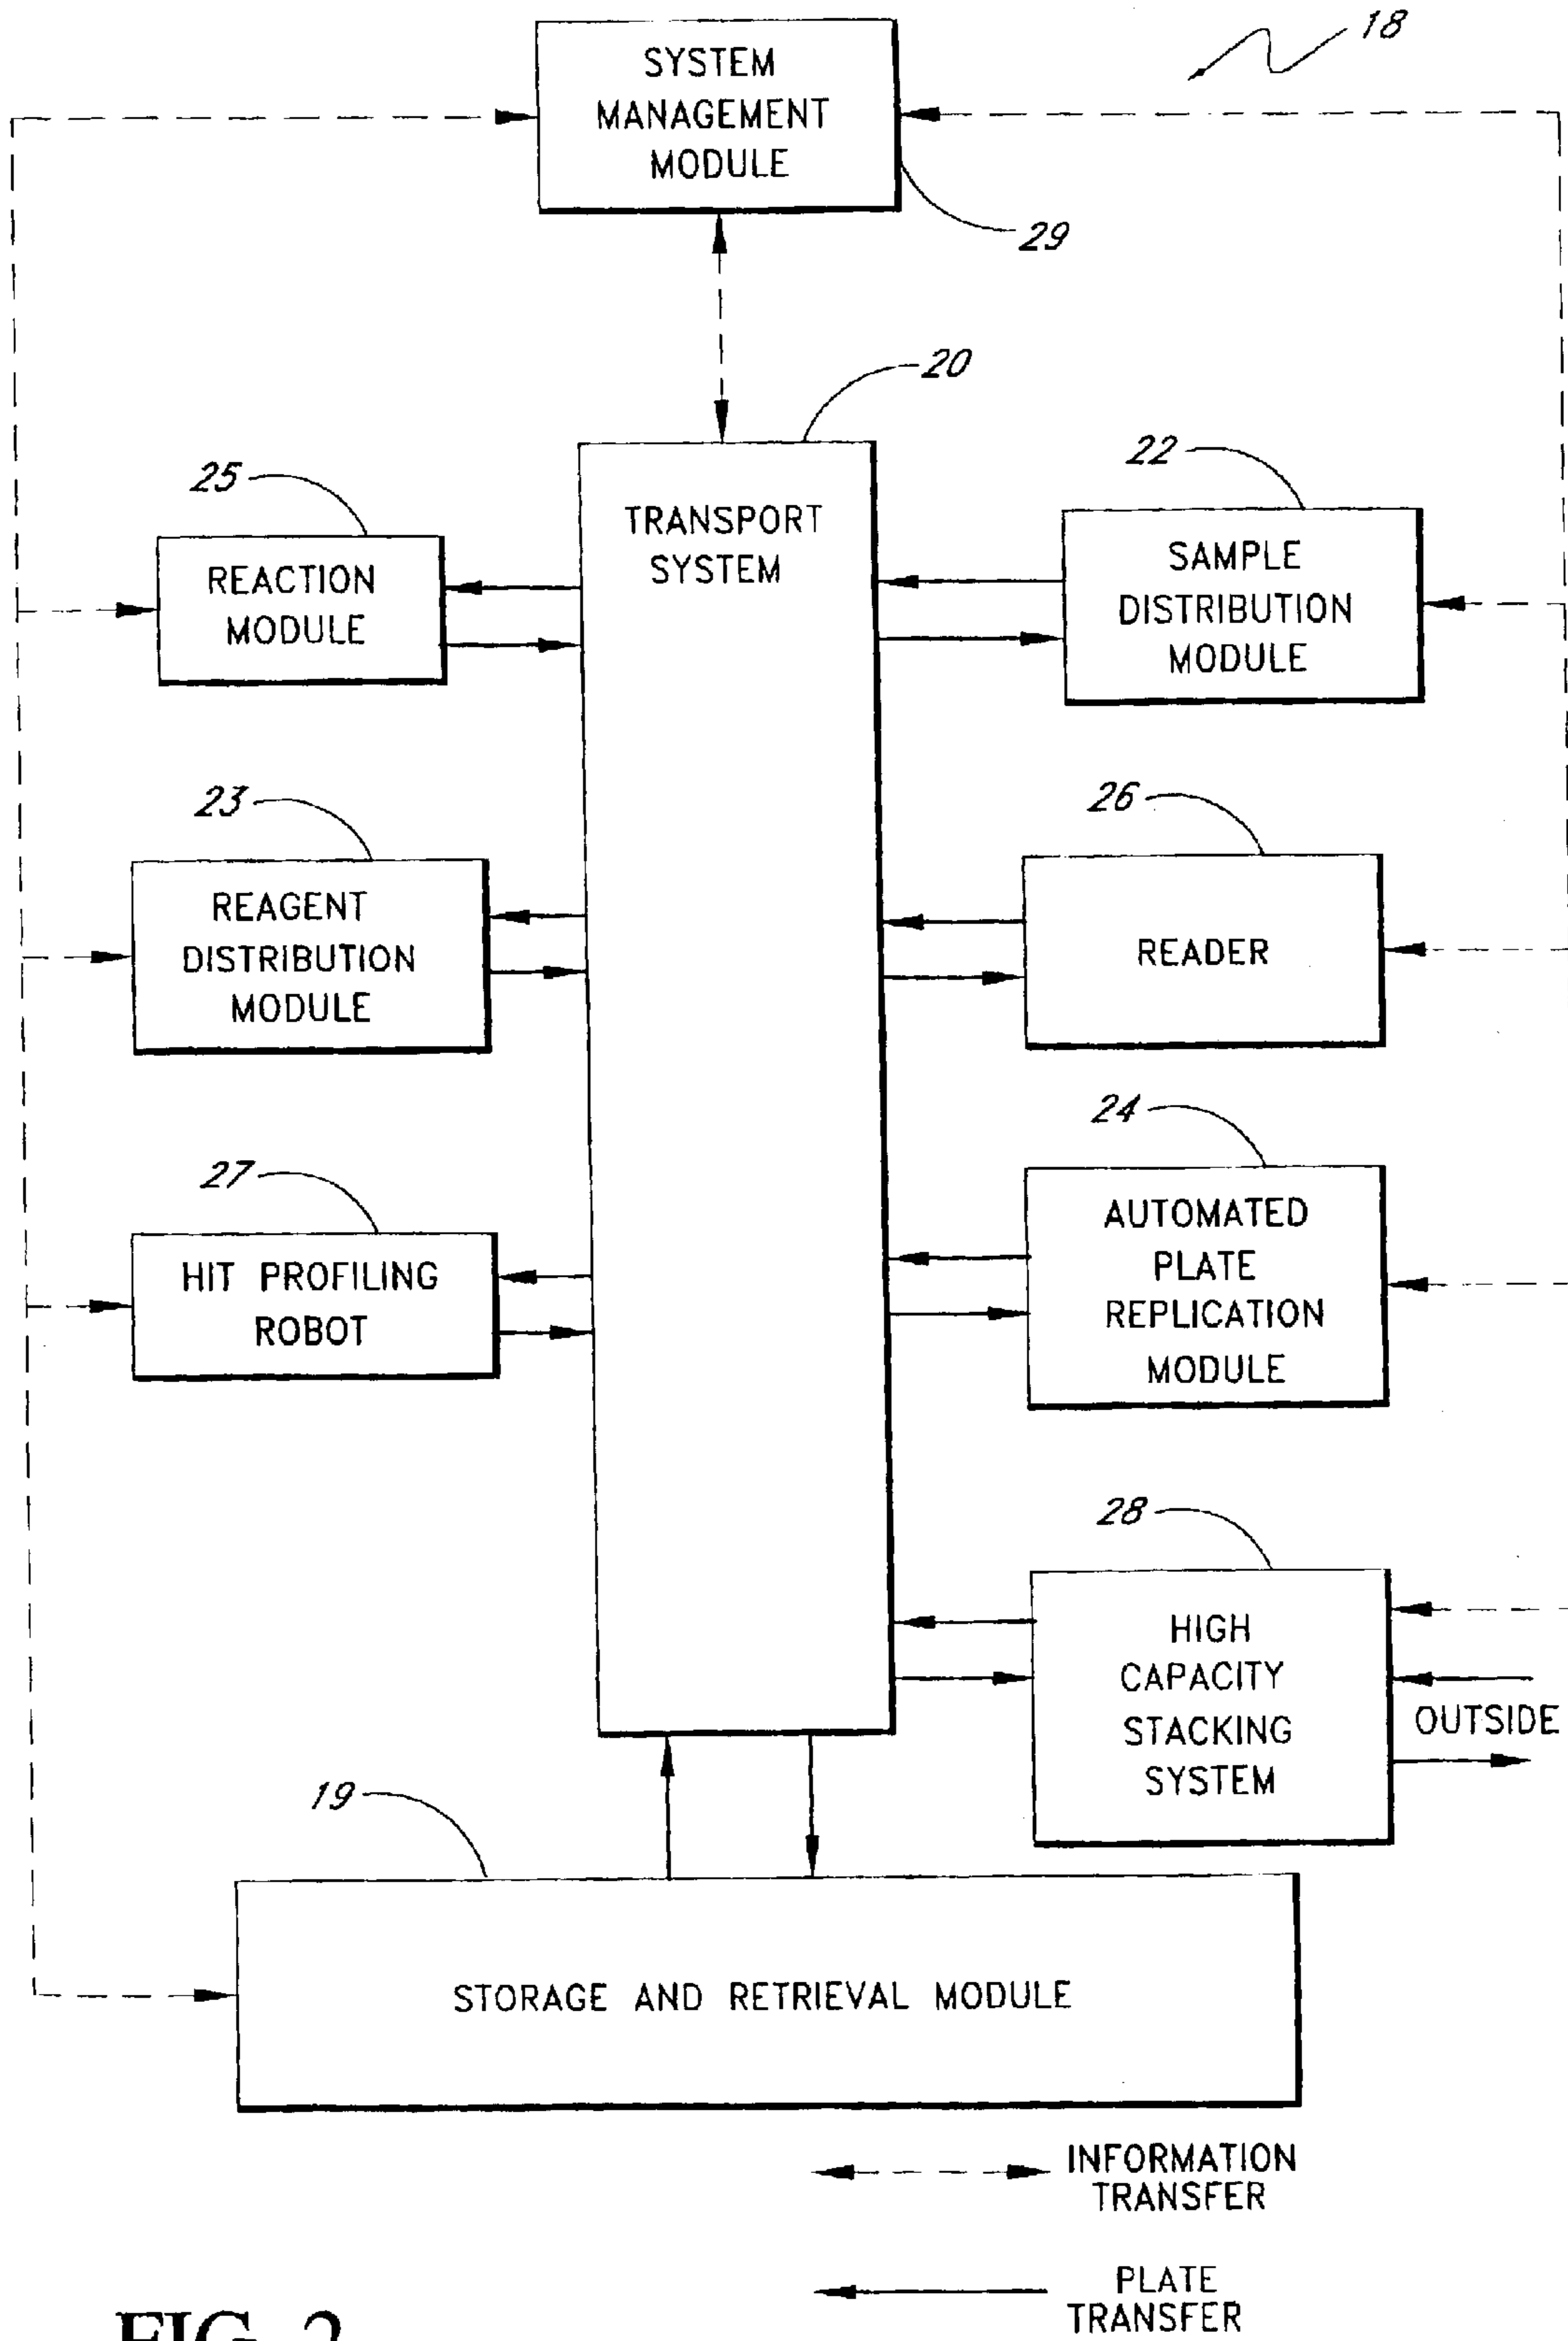 18
SYSTEM
MANAGEMENT
MODULE
29
20
TRANSPORT
SYSTEM
25
REACTION
MODULE
22
SAMPLE
DISTRIBUTION
MODULE
23
REAGENT
DISTRIBUTION
MODULE
26
READER
27
HIT PROFILING
ROBOT
24
AUTOMATED
PLATE
REPLICATION
MODULE
28
HIGH
CAPACITY
STACKING
SYSTEM
OUTSIDE
19
STORAGE AND RETRIEVAL MODULE
INFORMATION
TRANSFER
PLATE
TRANSFER
FIG. 2